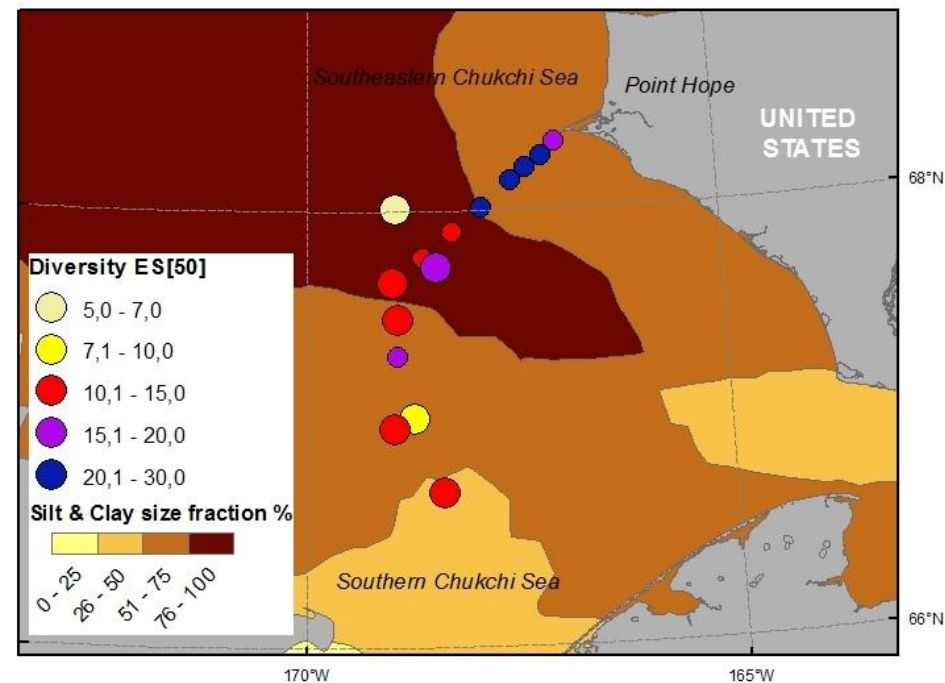 Southeastern Chukchi Sea
Point Hope
UNITED
STATES
68°N
Diversity ES[50]
5,0 - 7,0
7,1 - 10,0
10,1 - 15,0
15,1 - 20,0
20,1 - 30,0
Silt & Clay size fraction %
0 - 25
26 - 50
51 - 75
76 - 100
Southern Chukchi Sea
66°N
170°W
165°W